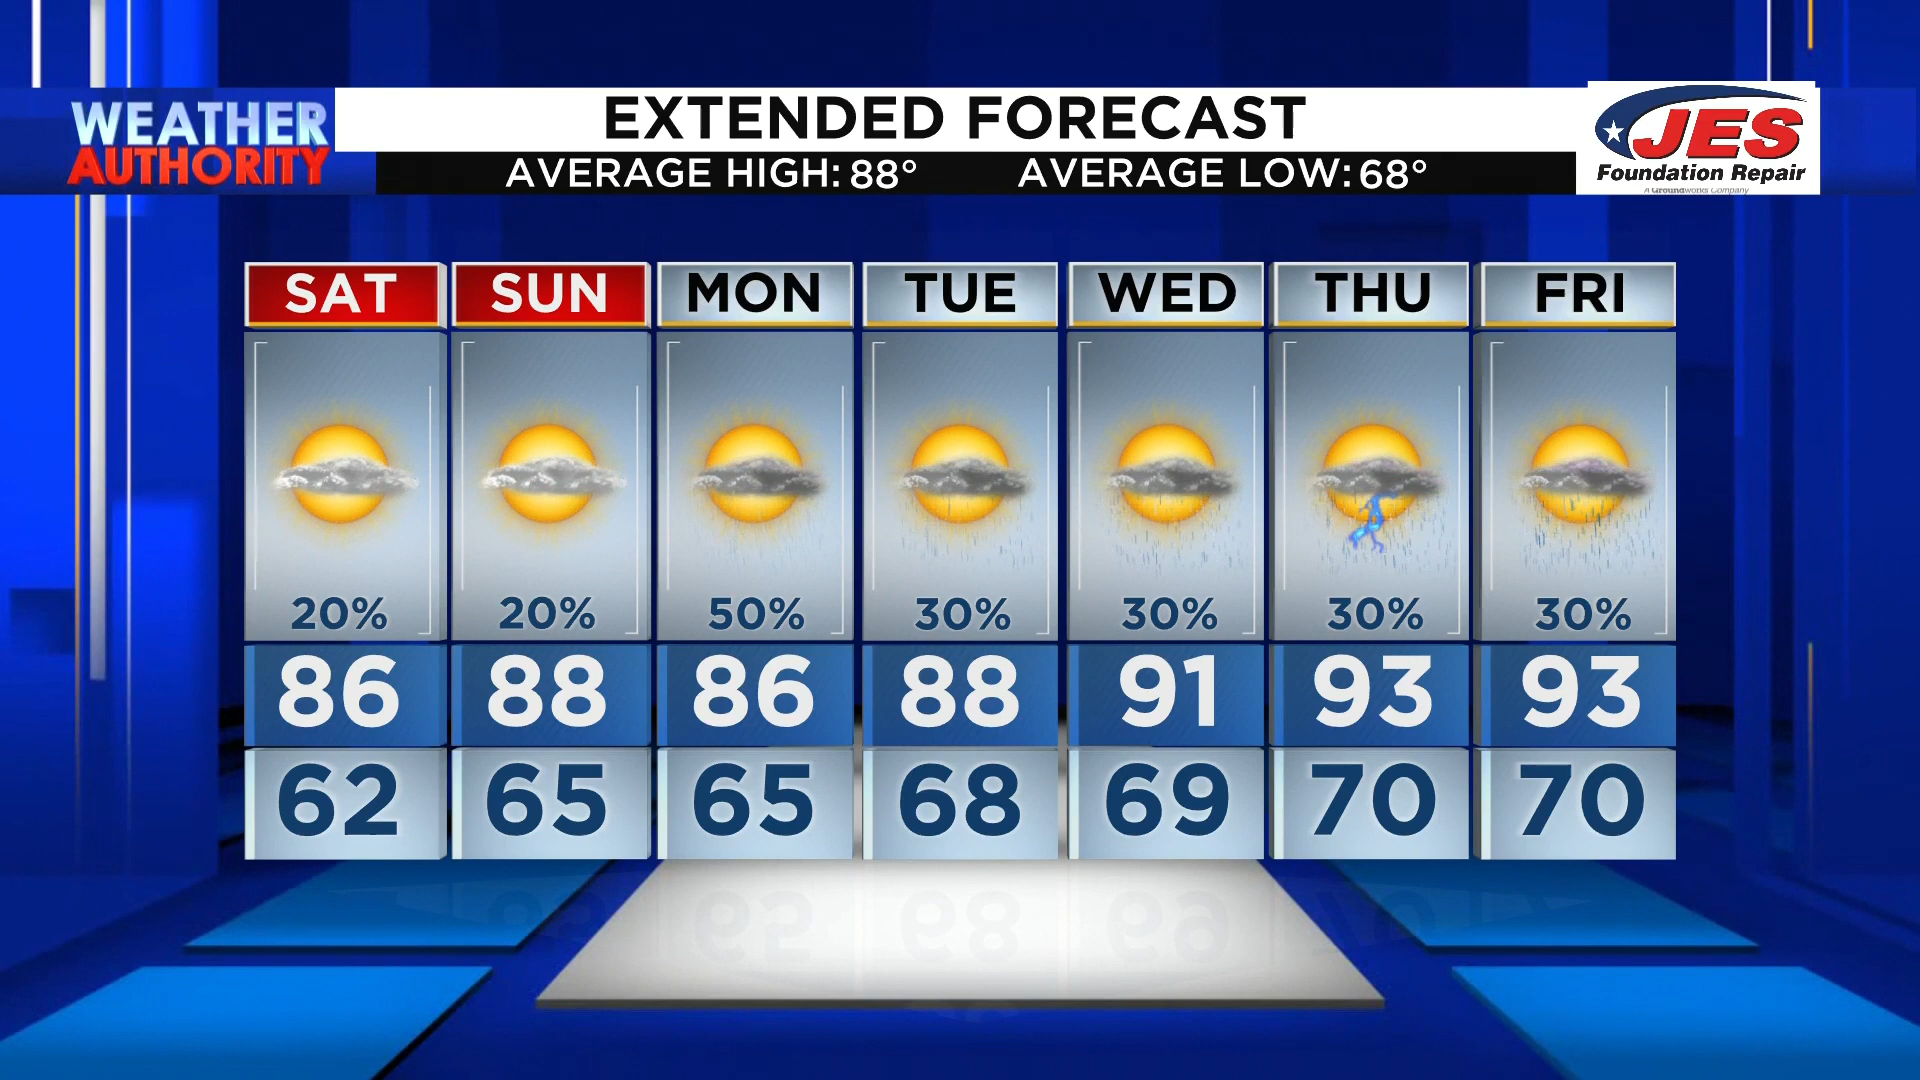 WEATHER
AUTHORITY
EXTENDED FORECAST
AVERAGE HIGH: 88° AVERAGE LOW: 68°
JES
Foundation Repair
A Groundworks Company
SAT SUN MON TUE WED THU FRI
20% 20% 50% 30% 30% 30% 30%
86 88 86 88 91 93 93
62 65 65 68 69 70 70